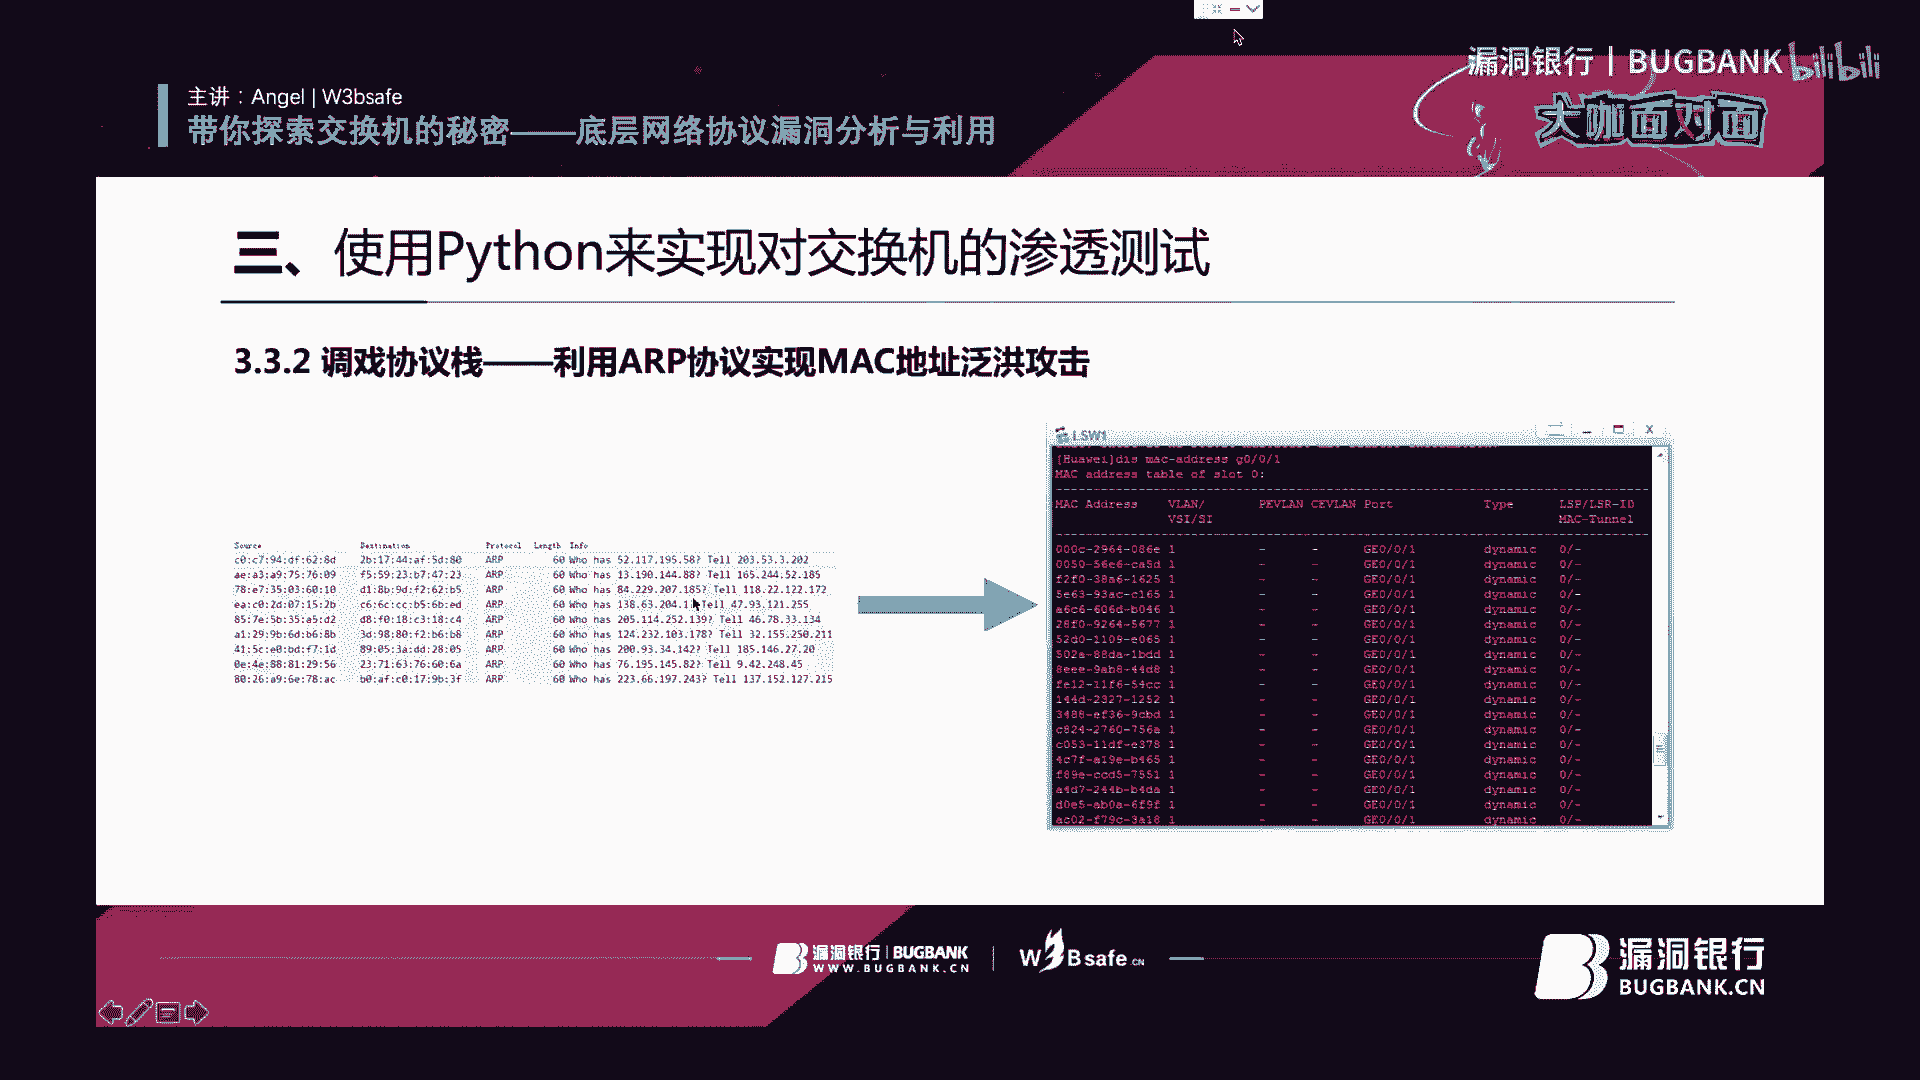 漏洞银行 | BUGBANK bilibili
大咖面对面
主讲：Angel | W3bsafe
带你探索交换机的秘密——底层网络协议漏洞分析与利用
三、使用Python来实现对交换机的渗透测试
3.3.2 调戏协议栈——利用ARP协议实现MAC地址泛洪攻击
Source Destination Protocol Length Info
c0:c7:94:df:62:8d 2b:17:44:af:5d:80 ARP 60 Who has 52.117.195.58? Tell 203.53.3.202
ae:a3:a9:75:76:09 f5:59:23:b7:47:23 ARP 60 Who has 13.190.144.88? Tell 165.244.52.185
78:e7:35:03:60:10 d1:8b:9d:f2:62:b5 ARP 60 Who has 84.229.207.185? Tell 118.22.122.172
ea:c0:2d:07:15:2b c6:6c:cc:b5:6b:ed ARP 60 Who has Tell 47.93.121.255
85:7e:5b:35:a5:d2 d8:f0:18:c3:18:c4 ARP 60 Who has 205.114.252.139? Tell 46.78.33.134
a1:29:9b:6d:b6:8b 3d:98:80:f2:b6:b8 ARP 60 Who has 124.232.103.178? Tell 32.155.250.211
41:5c:e0:bd:f7:1d 89:05:3a:dd:28:05 ARP 60 Who has 200.93.34.142? Tell 185.146.27.20
0e:4e:88:81:29:56 23:71:63:76:60:6a ARP 60 Who has 76.195.145.82? Tell 9.42.248.45
80:26:a9:6e:78:ac b0:af:c0:17:9b:3f ARP 60 Who has 223.66.197.243? Tell 137.152.127.215
LSW1
[Huawei]dis mac-address g0/0/1
MAC address table of slot 0:
MAC Address VLAN/ PEVLAN CEVLAN Port Type LSP/LSR-ID
VSI/SI MAC-Tunnel
000c-2964-086e 1 - - GE0/0/1 dynamic 0/-
0050-56e6-ca5d 1 - - GE0/0/1 dynamic 0/-
f2f0-38a6-1625 1 - - GE0/0/1 dynamic 0/-
5e63-93ac-c165 1 - - GE0/0/1 dynamic 0/-
a6c6-606d-b046 1 - - GE0/0/1 dynamic 0/-
28f0-9264-5677 1 - - GE0/0/1 dynamic 0/-
52d0-1109-e065 1 - - GE0/0/1 dynamic 0/-
502a-88da-1bdd 1 - - GE0/0/1 dynamic 0/-
8eee-9ab8-44d8 1 - - GE0/0/1 dynamic 0/-
fe12-11f6-54cc 1 - - GE0/0/1 dynamic 0/-
144d-2327-1252 1 - - GE0/0/1 dynamic 0/-
3488-ef36-9cbd 1 - - GE0/0/1 dynamic 0/-
c824-2760-756a 1 - - GE0/0/1 dynamic 0/-
c053-11df-e378 1 - - GE0/0/1 dynamic 0/-
4c7f-a19e-b465 1 - - GE0/0/1 dynamic 0/-
f89e-ccd5-7551 1 - - GE0/0/1 dynamic 0/-
a4d7-244b-b4da 1 - - GE0/0/1 dynamic 0/-
d0e5-ab0a-6f9f 1 - - GE0/0/1 dynamic 0/-
ac02-f79c-3a18 1 - - GE0/0/1 dynamic 0/-
漏洞银行 | BUGBANK
WWW.BUGBANK.CN
W3Bsafe.CN
漏洞银行
BUGBANK.CN